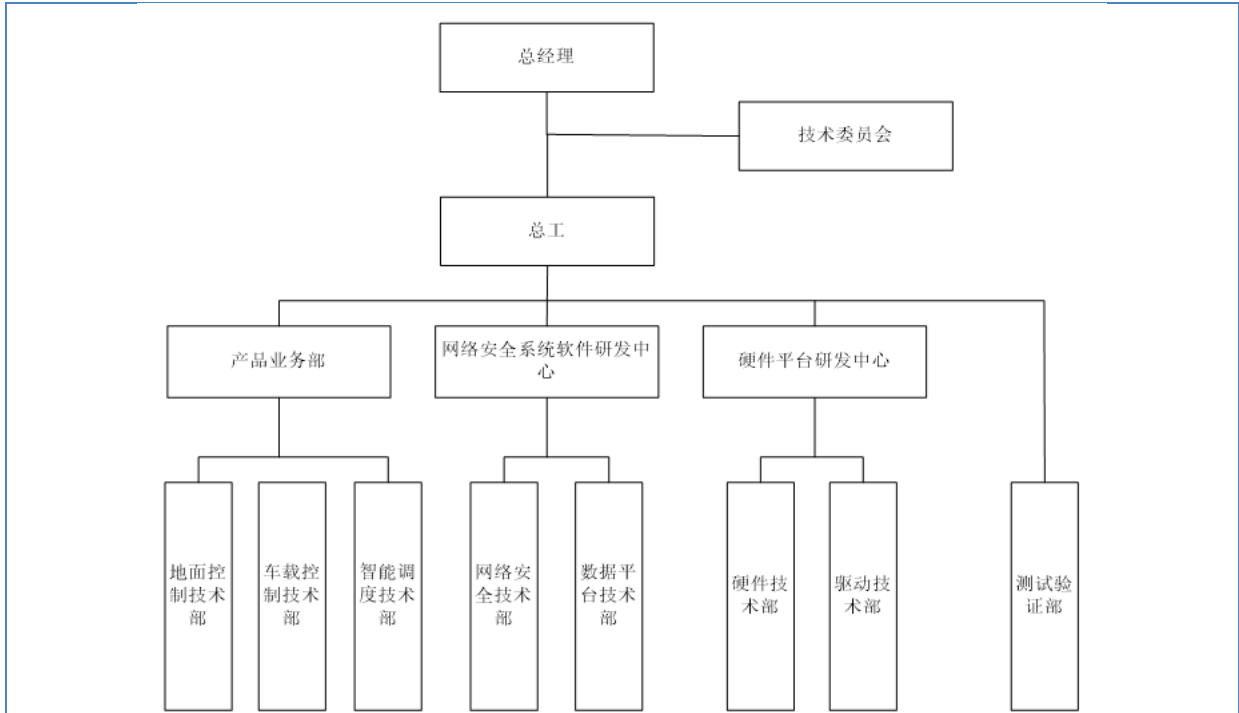 总经理
技术委员会
总工
产品业务部
网络安全系统软件研发中
心
硬件平台研发中心
地面控
制技术
部
车载控
制技术
部
智能调
度技术
部
网络安
全技术
部
数据平
台技术
部
硬件技
术部
驱动技
术部
测试验
证部